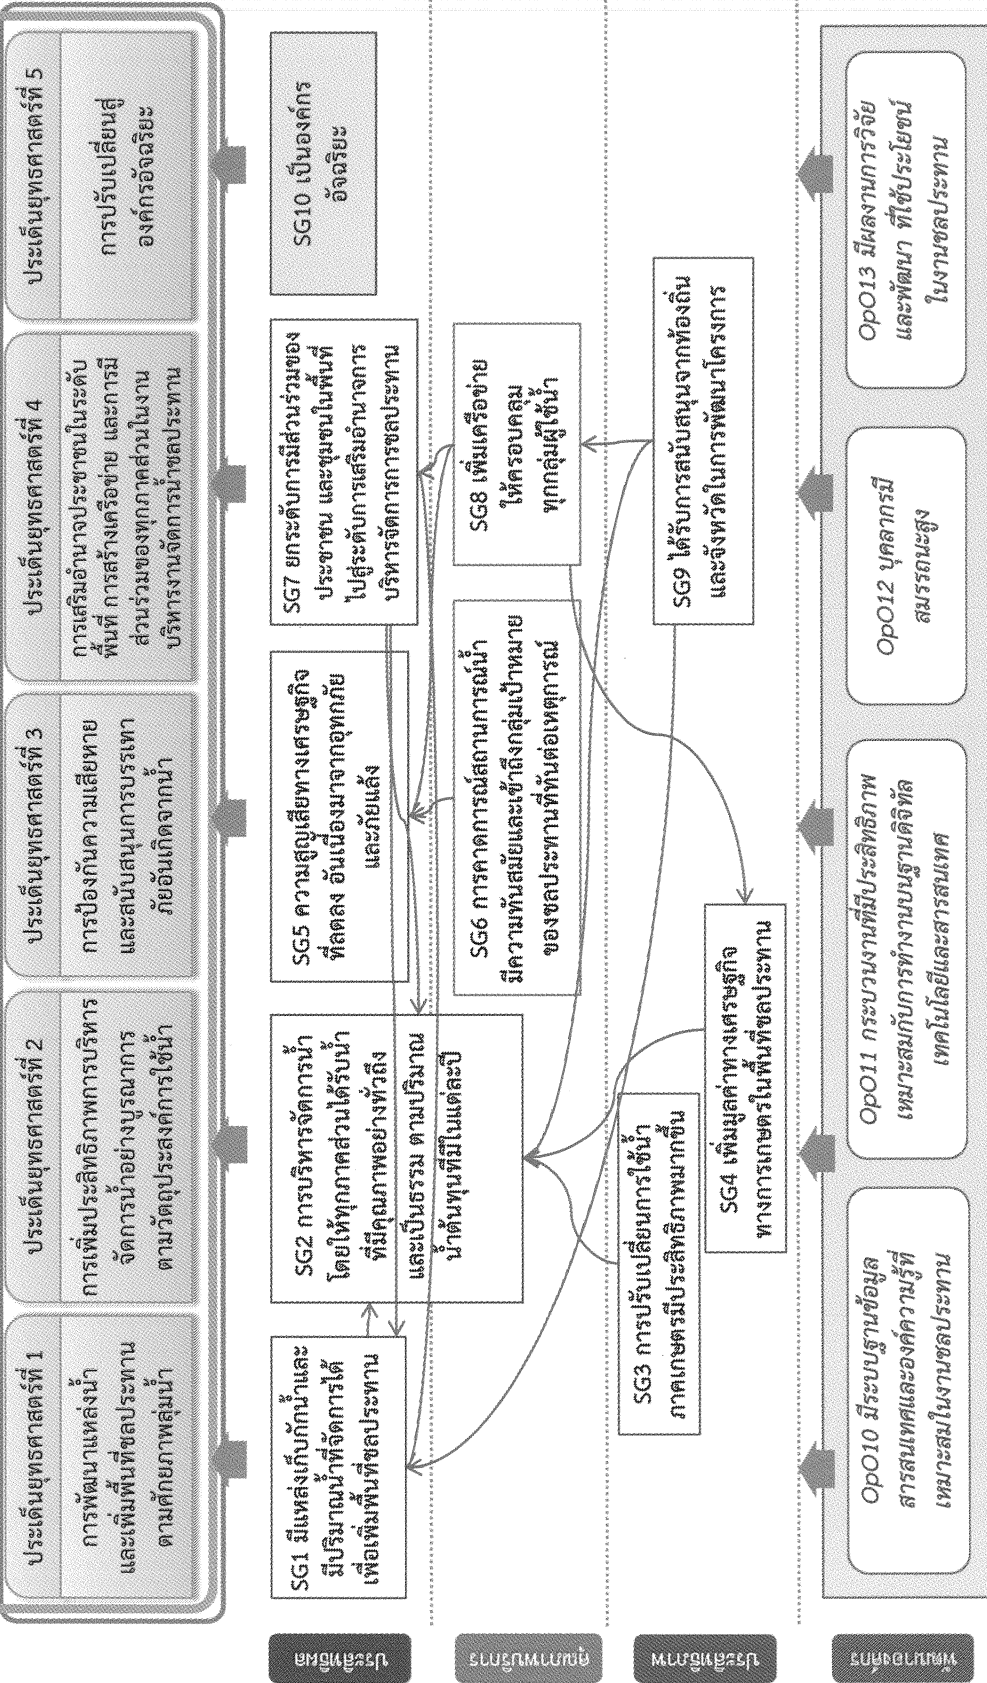 ประเด็นยุทธศาสตร์ที่ 1
การพัฒนาแหล่งน้ำ
และเพิ่มพื้นที่ชลประทาน
ตามศักยภาพลุ่มน้ำ
ประเด็นยุทธศาสตร์ที่ 2
การเพิ่มประสิทธิภาพการบริหาร
จัดการน้ำอย่างบูรณาการ
ตามวัตถุประสงค์การใช้น้ำ
ประเด็นยุทธศาสตร์ที่ 3
การป้องกันความเสียหาย
และสนับสนุนการบรรเทา
ภัยอันเกิดจากน้ำ
ประเด็นยุทธศาสตร์ที่ 4
การเสริมอำนาจประชาชนในระดับ
พื้นที่ การสร้างเครือข่าย และการมี
ส่วนร่วมของทุกภาคส่วนในงาน
บริหารงานจัดการน้ำชลประทาน
ประเด็นยุทธศาสตร์ที่ 5
การปรับเปลี่ยนสู่
องค์กรอัจฉริยะ
ประสิทธิผล
SG1 มีแหล่งเก็บกักน้ำและ
มีปริมาณน้ำที่จัดการได้
เพื่อเพิ่มพื้นที่ชลประทาน
SG2 การบริหารจัดการน้ำ
โดยให้ทุกภาคส่วนได้รับน้ำ
ที่มีคุณภาพอย่างทั่วถึง
และเป็นธรรม ตามปริมาณ
น้ำต้นทุนที่มีในแต่ละปี
SG5 ความสูญเสียทางเศรษฐกิจ
ที่ลดลง อันเนื่องมาจากอุทกภัย
และภัยแล้ง
SG7 ยกระดับการมีส่วนร่วมของ
ประชาชน และชุมชนในพื้นที่
ไปสู่ระดับการเสริมอำนาจการ
บริหารจัดการการชลประทาน
SG10 เป็นองค์กร
อัจฉริยะ
คุณภาพบริการ
SG6 การคาดการณ์สถานการณ์น้ำ
มีความทันสมัยและเข้าถึงกลุ่มเป้าหมาย
ของชลประทานที่ทันต่อเหตุการณ์
SG8 เพิ่มเครือข่าย
ให้ครอบคลุม
ทุกกลุ่มผู้ใช้น้ำ
ประสิทธิภาพ
SG3 การปรับเปลี่ยนการใช้น้ำ
ภาคเกษตรมีประสิทธิภาพมากขึ้น
SG4 เพิ่มมูลค่าทางเศรษฐกิจ
ทางการเกษตรในพื้นที่ชลประทาน
SG9 ได้รับการสนับสนุนจากท้องถิ่น
และจังหวัดในการพัฒนาโครงการ
พัฒนาองค์กร
OpO10 มีระบบฐานข้อมูล
สารสนเทศและองค์ความรู้ที่
เหมาะสมในงานชลประทาน
OpO11 กระบวนงานที่มีประสิทธิภาพ
เหมาะสมกับการทำงานบนฐานดิจิทัล
เทคโนโลยีและสารสนเทศ
OpO12 บุคลากรมี
สมรรถนะสูง
OpO13 มีผลงานการวิจัย
และพัฒนา ที่ใช้ประโยชน์
ในงานชลประทาน